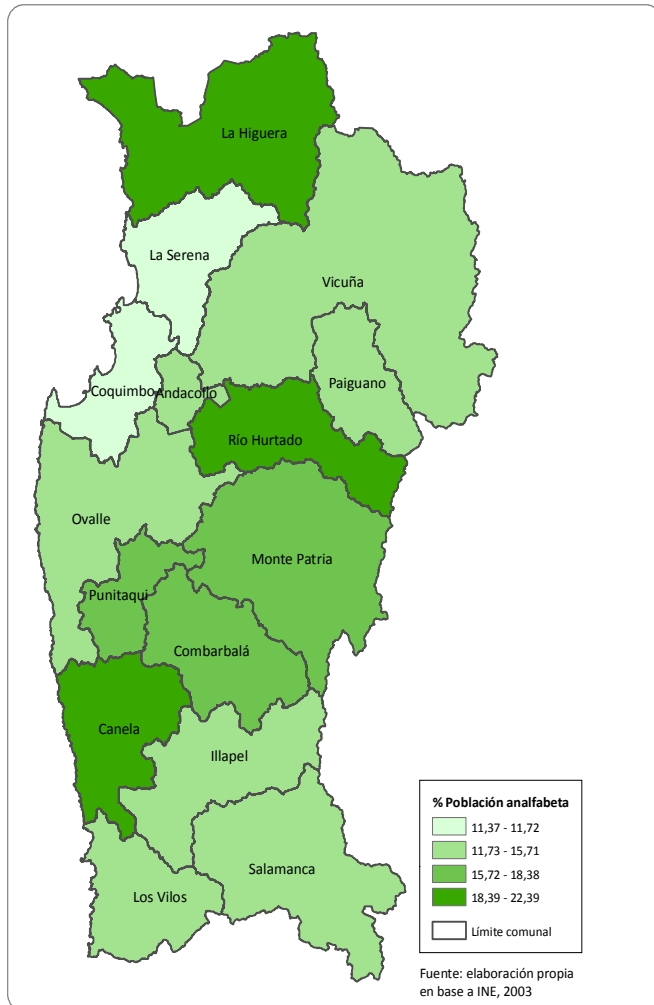 La Higuera
La Serena
Vicuña
Coquimbo
Andacollo
Paiguano
Río Hurtado
Ovalle
Monte Patria
Punitaqui
Combarbalá
Canela
Illapel
Salamanca
Los Vilos
% Población analfabeta
11,37 - 11,72
11,73 - 15,71
15,72 - 18,38
18,39 - 22,39
Límite comunal
Fuente: elaboración propia
en base a INE, 2003